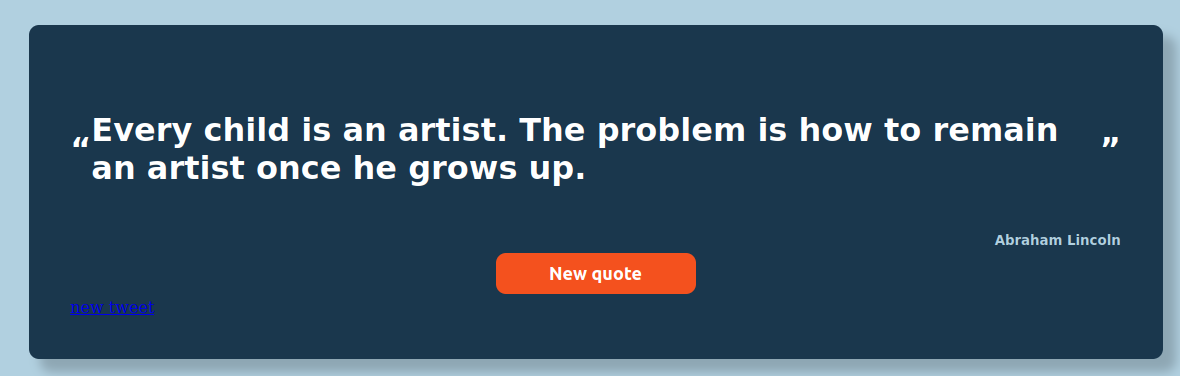 “Every child is an artist. The problem is how to remain ”
an artist once he grows up.
Abraham Lincoln
New quote
new tweet